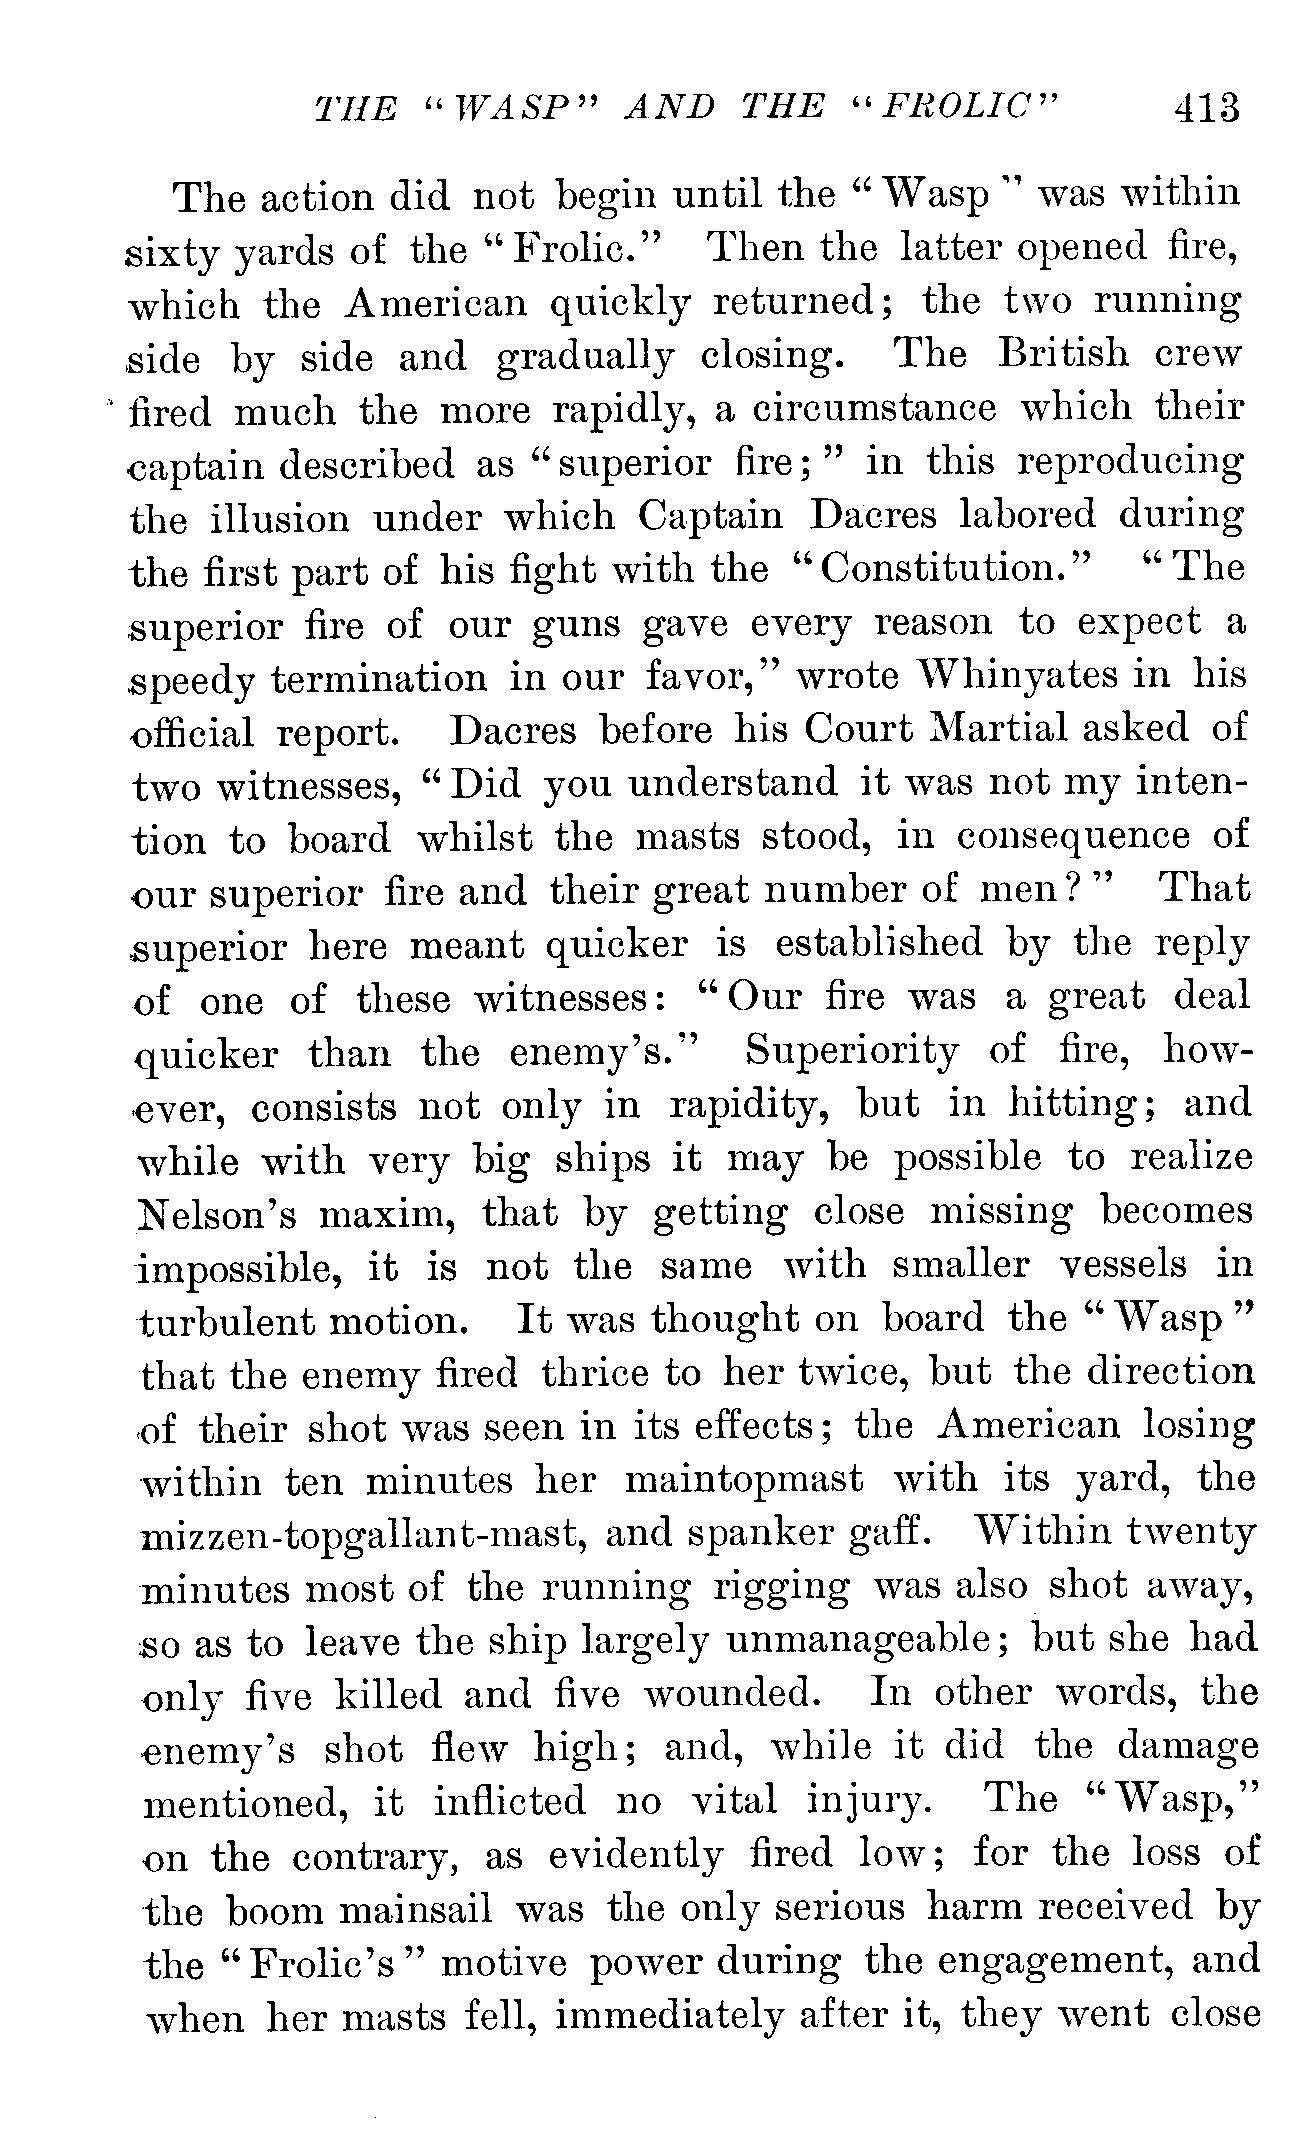 THE "WASP" AND THE "FROLIC" 413
The action did not begin until the "Wasp" was within
sixty yards of the "Frolic." Then the latter opened fire,
which the American quickly returned; the two running
side by side and gradually closing. The British crew
fired much the more rapidly, a circumstance which their
captain described as "superior fire;" in this reproducing
the illusion under which Captain Dacres labored during
the first part of his fight with the "Constitution." "The
superior fire of our guns gave every reason to expect a
speedy termination in our favor," wrote Whinyates in his
official report. Dacres before his Court Martial asked of
two witnesses, "Did you understand it was not my inten-
tion to board whilst the masts stood, in consequence of
our superior fire and their great number of men?" That
superior here meant quicker is established by the reply
of one of these witnesses: "Our fire was a great deal
quicker than the enemy's." Superiority of fire, how-
ever, consists not only in rapidity, but in hitting; and
while with very big ships it may be possible to realize
Nelson's maxim, that by getting close missing becomes
impossible, it is not the same with smaller vessels in
turbulent motion. It was thought on board the "Wasp"
that the enemy fired thrice to her twice, but the direction
of their shot was seen in its effects; the American losing
within ten minutes her maintopmast with its yard, the
mizzen-topgallant-mast, and spanker gaff. Within twenty
minutes most of the running rigging was also shot away,
so as to leave the ship largely unmanageable; but she had
only five killed and five wounded. In other words, the
enemy's shot flew high; and, while it did the damage
mentioned, it inflicted no vital injury. The "Wasp,"
on the contrary, as evidently fired low; for the loss of
the boom mainsail was the only serious harm received by
the "Frolic's" motive power during the engagement, and
when her masts fell, immediately after it, they went close